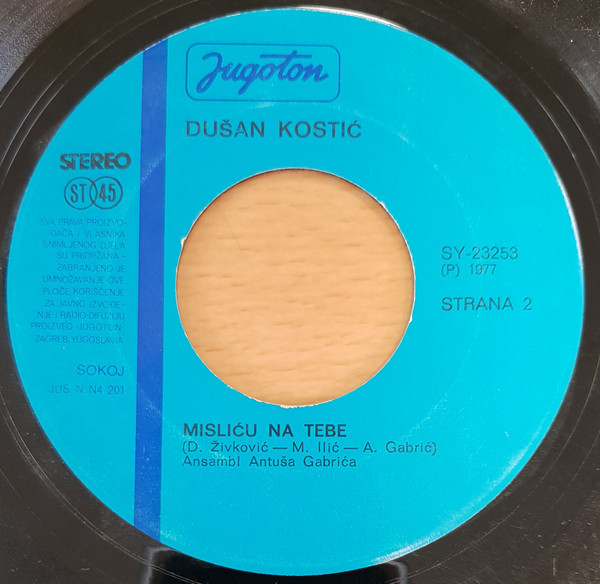 Jugoton
DUŠAN KOSTIĆ
STEREO
ST 45
SVA PRAVA PROIZVO-
ĐAČA I VLASNIKA
SNIMLJENOG DJELA
SU PRIDRŽANA -
ZABRANJENO JE
UMNOŽAVANJE OVE
PLOČE, KORIŠĆENJE
ZA JAVNO IZVOĐE-
NJE I RADIO-DIFUZIJU
PROIZVEO JUGOTON
ZAGREB, YUGOSLAVIA
SOKOJ
JUS N. N4 201
SY-23253
(P) 1977
STRANA 2
MISLIĆU NA TEBE
(D. Živković — M. Ilić — A. Gabrić)
Ansambl Antuša Gabrića